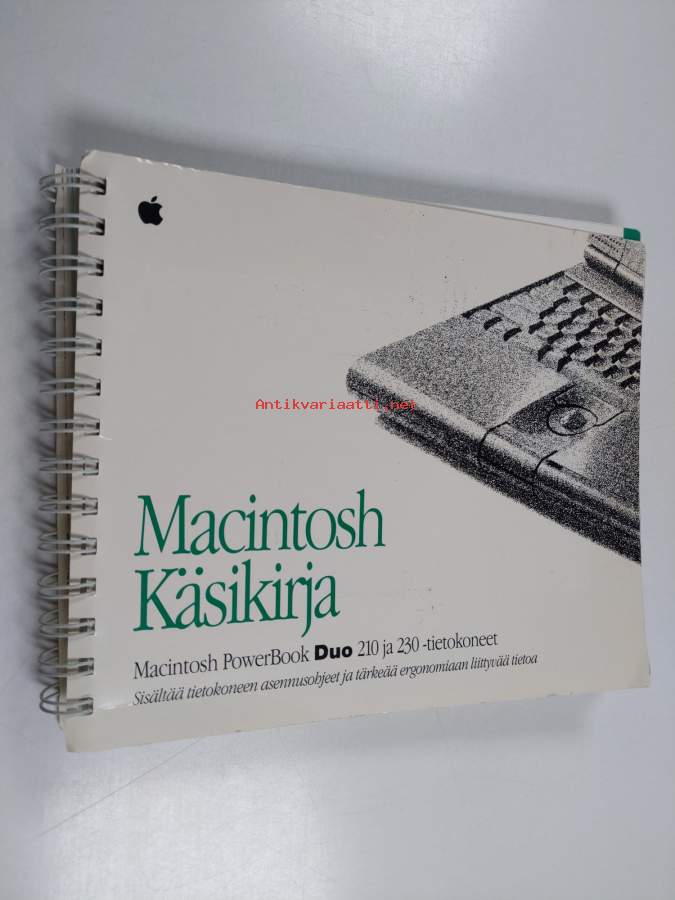 Antikvariaatti.net
Macintosh
Käsikirja
Macintosh PowerBook Duo 210 ja 230 -tietokoneet
Sisältää tietokoneen asennusohjeet ja tärkeää ergonomiaan liittyvää tietoa